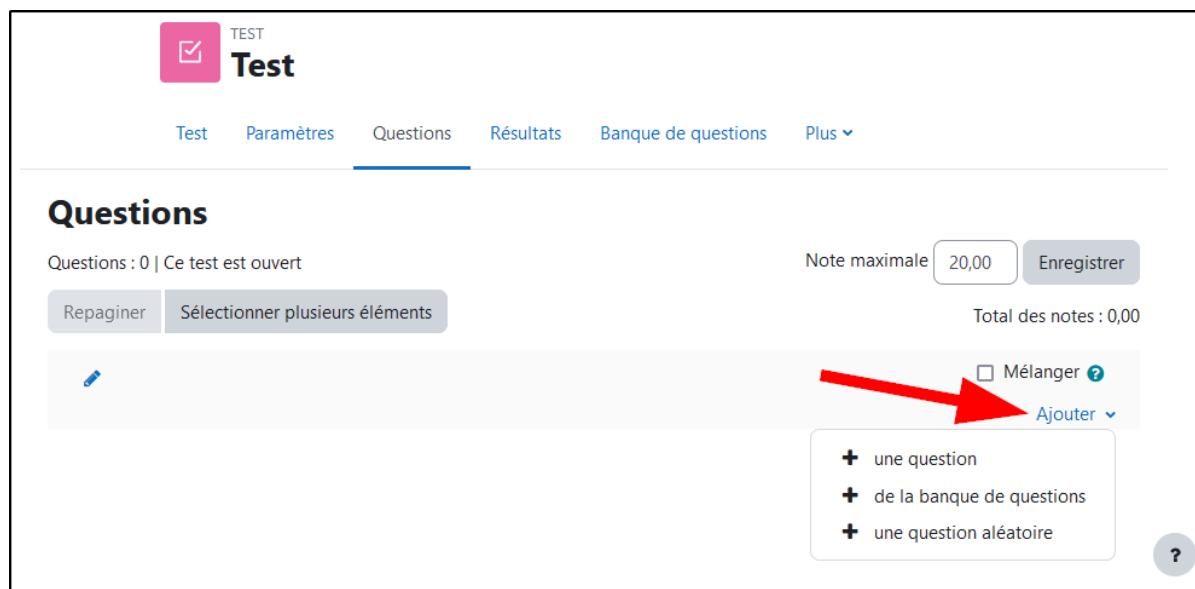 TEST
Test
Test Paramètres Questions Résultats Banque de questions Plus
Questions
Questions : 0 | Ce test est ouvert
Note maximale 20,00 Enregistrer
Repaginer Sélectionner plusieurs éléments
Total des notes : 0,00
Mélanger ?
Ajouter
+ une question
+ de la banque de questions
+ une question aléatoire
?